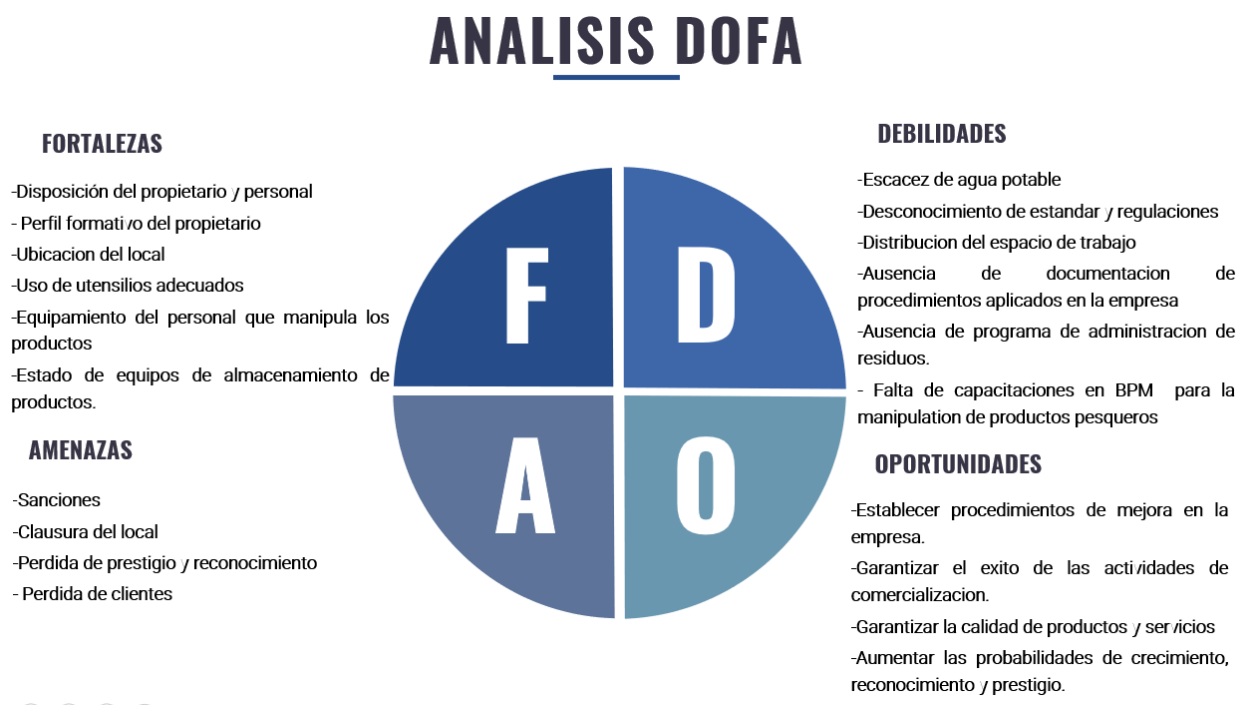 ANALISIS DOFA
FORTALEZAS
-Disposición del propietario y personal
- Perfil formativo del propietario
-Ubicacion del local
-Uso de utensilios adecuados
-Equipamiento del personal que manipula los
productos
-Estado de equipos de almacenamiento de
productos.
AMENAZAS
-Sanciones
-Clausura del local
-Perdida de prestigio y reconocimiento
- Perdida de clientes
F
D
A
O
DEBILIDADES
-Escacez de agua potable
-Desconocimiento de estandar y regulaciones
-Distribucion del espacio de trabajo
-Ausencia de documentacion de
procedimientos aplicados en la empresa
-Ausencia de programa de administracion de
residuos.
- Falta de capacitaciones en BPM para la
manipulation de productos pesqueros
OPORTUNIDADES
-Establecer procedimientos de mejora en la
empresa.
-Garantizar el exito de las actividades de
comercializacion.
-Garantizar la calidad de productos y servicios
-Aumentar las probabilidades de crecimiento,
reconocimiento y prestigio.